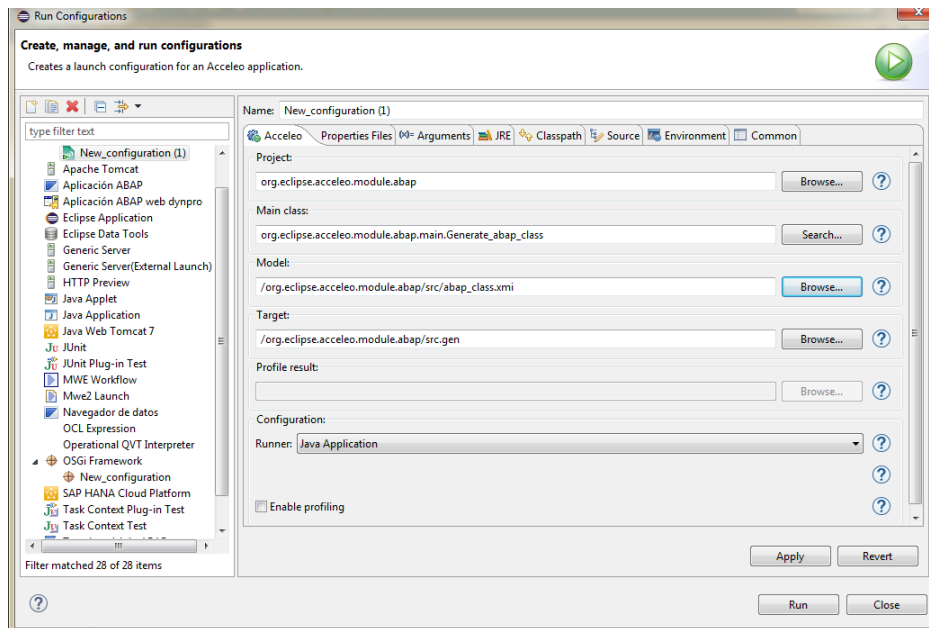 Run Configurations
Create, manage, and run configurations
Creates a launch configuration for an Acceleo application.
type filter text
New_configuration (1)
Apache Tomcat
Aplicación ABAP
Aplicación ABAP web dynpro
Eclipse Application
Eclipse Data Tools
Generic Server
Generic Server(External Launch)
HTTP Preview
Java Applet
Java Application
Java Web Tomcat 7
JUnit
JUnit Plug-in Test
MWE Workflow
Mwe2 Launch
Navegador de datos
OCL Expression
Operational QVT Interpreter
OSGi Framework
New_configuration
SAP HANA Cloud Platform
Task Context Plug-in Test
Task Context Test
Filter matched 28 of 28 items
Name: New_configuration (1)
Acceleo Properties Files (x)= Arguments JRE Classpath Source Environment Common
Project:
org.eclipse.acceleo.module.abap Browse...
Main class:
org.eclipse.acceleo.module.abap.main.Generate_abap_class Search...
Model:
/org.eclipse.acceleo.module.abap/src/abap_class.xmi Browse...
Target:
/org.eclipse.acceleo.module.abap/src.gen Browse...
Profile result:
Browse...
Configuration:
Runner: Java Application
Enable profiling
Apply Revert
Run Close